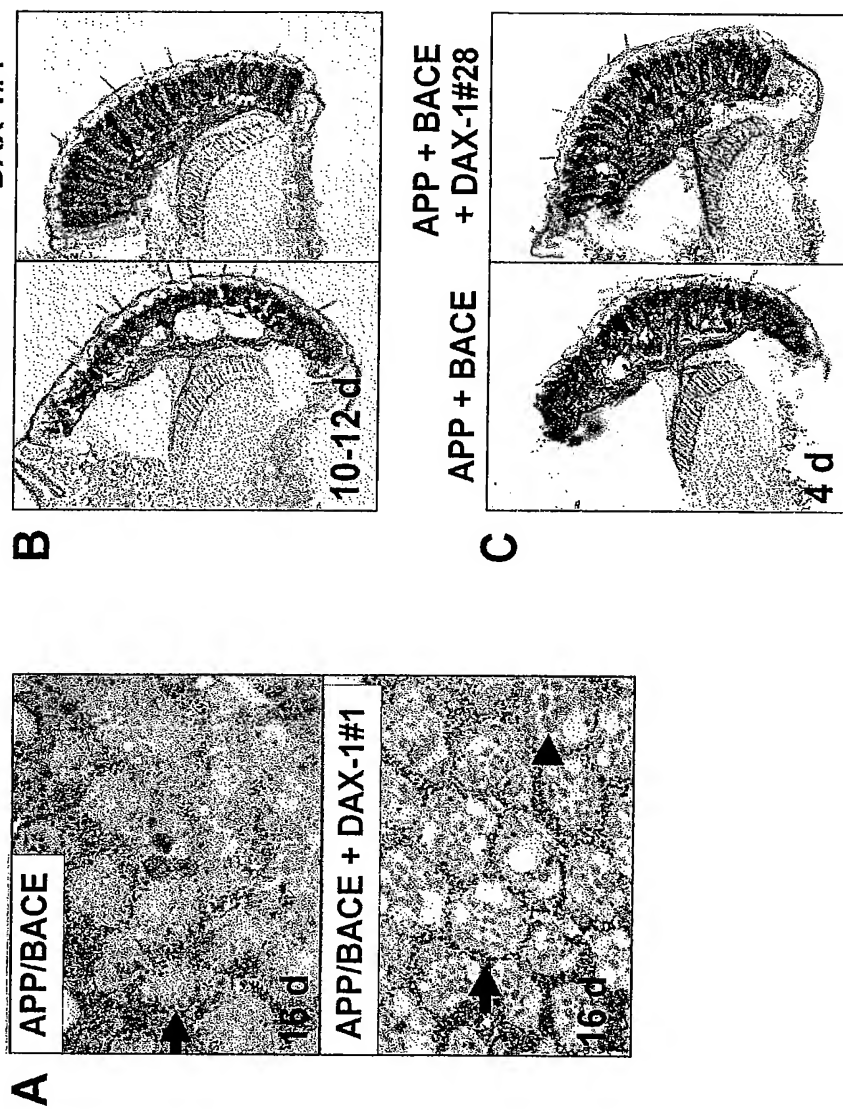 A
APP/BACE
16 d
APP/BACE + DAX-1#1
16 d
B
10-12 d
C
APP + BACE
APP + BACE
+ DAX-1#28
4 d